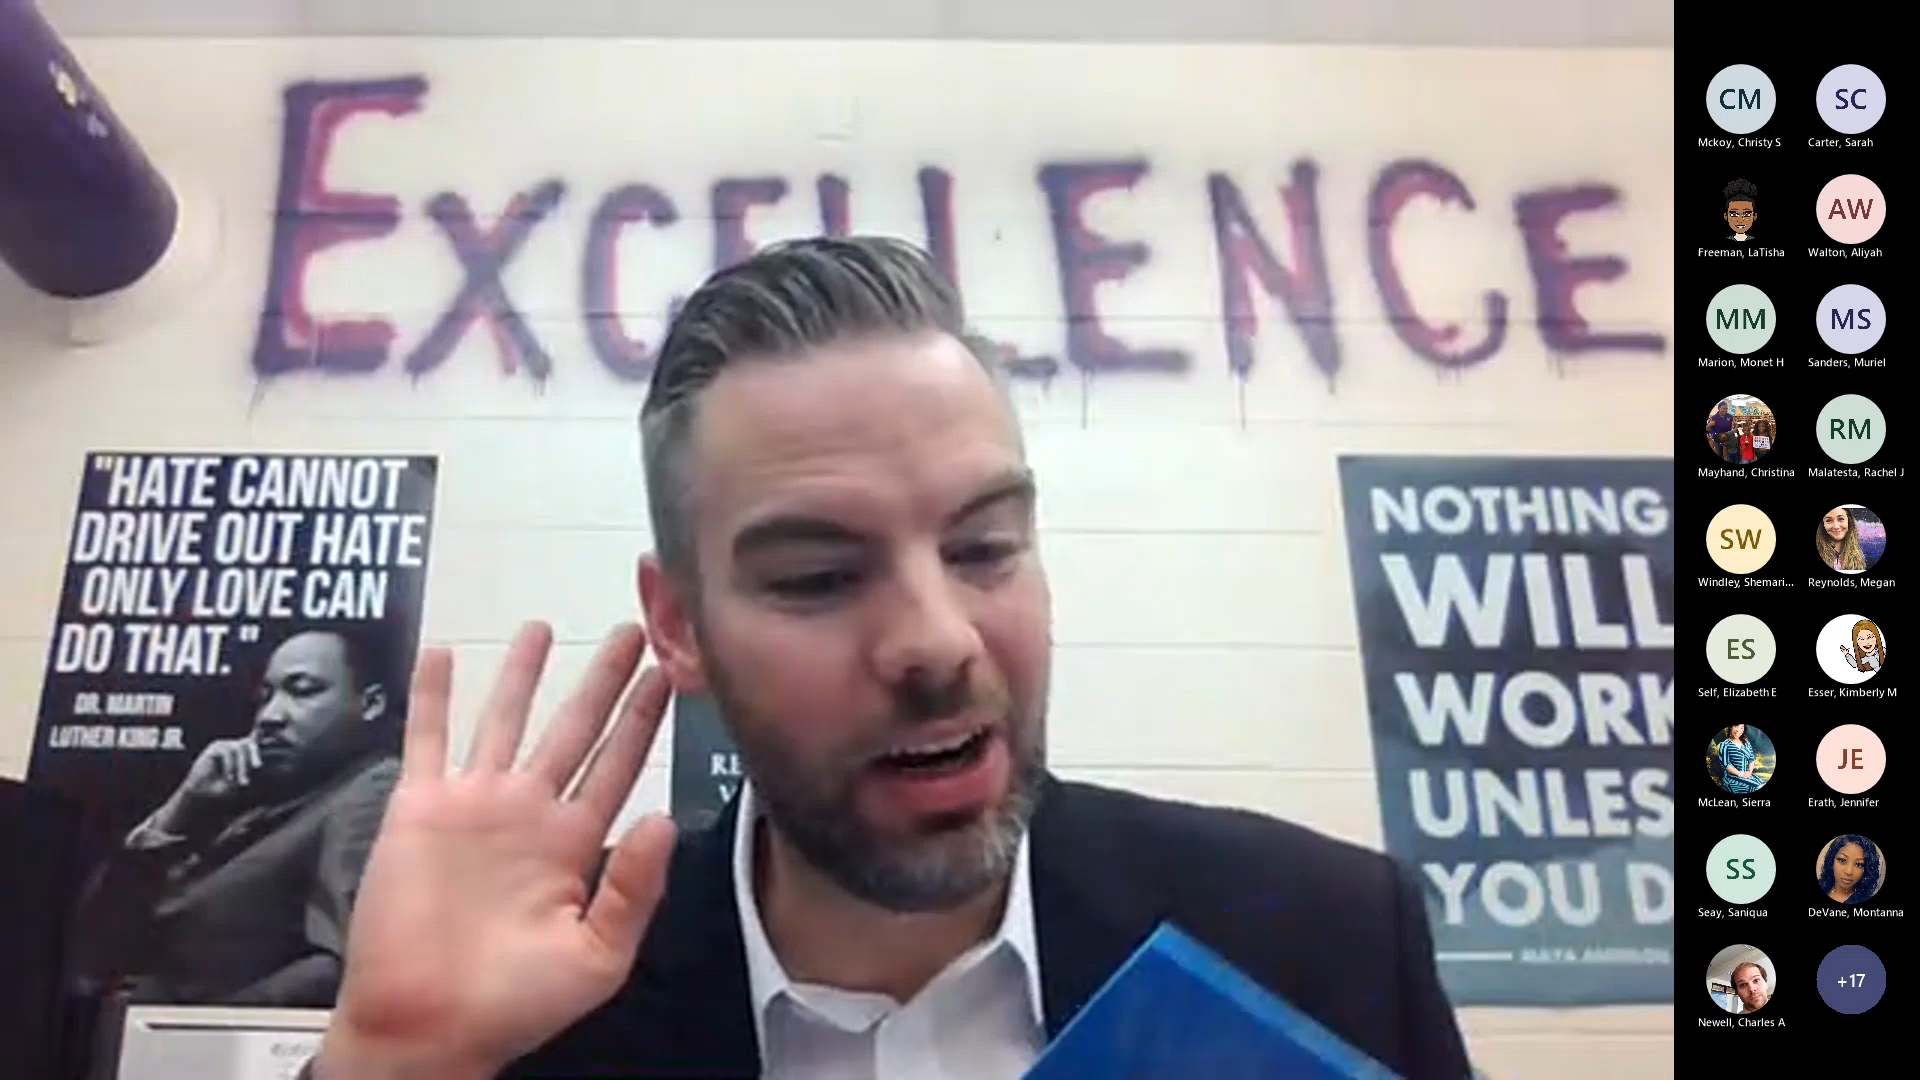 EXCELLENCE
"HATE CANNOT
DRIVE OUT HATE
ONLY LOVE CAN
DO THAT."
DR. MARTIN
LUTHER KING JR.
RE
NOTHING
WILL
WORK
UNLES
YOU D
MAYA ANGELOU
CM
Mckoy, Christy S
SC
Carter, Sarah
Freeman, LaTisha
AW
Walton, Aliyah
MM
Marion, Monet H
MS
Sanders, Muriel
Mayhand, Christina
RM
Malatesta, Rachel J
SW
Windley, Shemari...
Reynolds, Megan
ES
Self, Elizabeth E
Esser, Kimberly M
McLean, Sierra
JE
Erath, Jennifer
SS
Seay, Saniqua
DeVane, Montanna
Newell, Charles A
+17